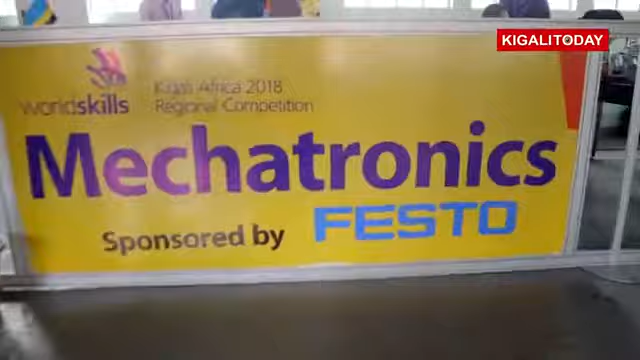 KIGALITODAY
worldskills
Kigali Africa 2018
Regional Competition
Mechatronics
Sponsored by FESTO